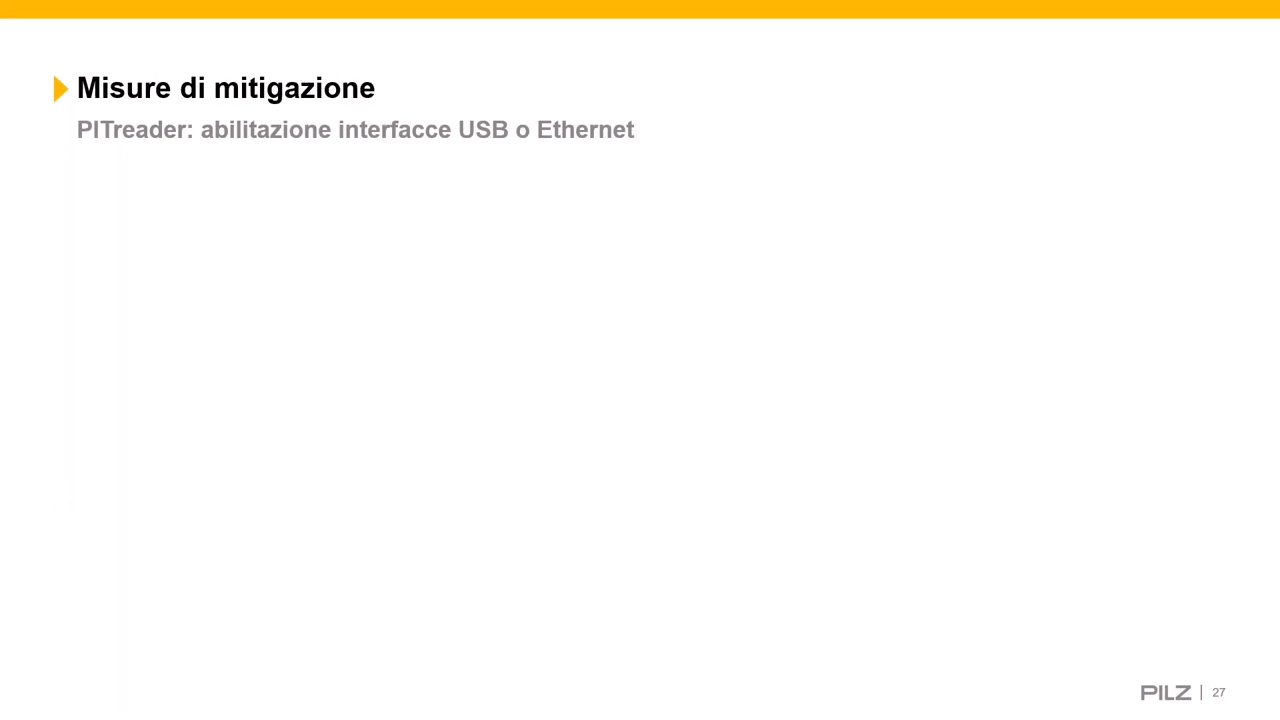 Misure di mitigazione
PITreader: abilitazione interfacce USB o Ethernet
PILZ | 27